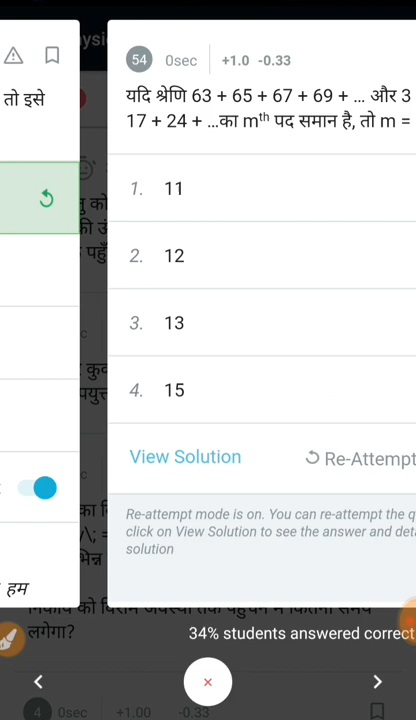 ysi
54 0sec +1.0 -0.33
तो इसे
यदि श्रेणि 63 + 65 + 67 + 69 + ... और 3
17 + 24 + ...का mᵗʰ पद समान है, तो m =
1. 11
2. 12
3. 13
4. 15
View Solution Re-Attempt
Re-attempt mode is on. You can re-attempt the q
click on View Solution to see the answer and det
solution
हम
लगेगा?
34% students answered correct
4 0sec +1.00 -0.33